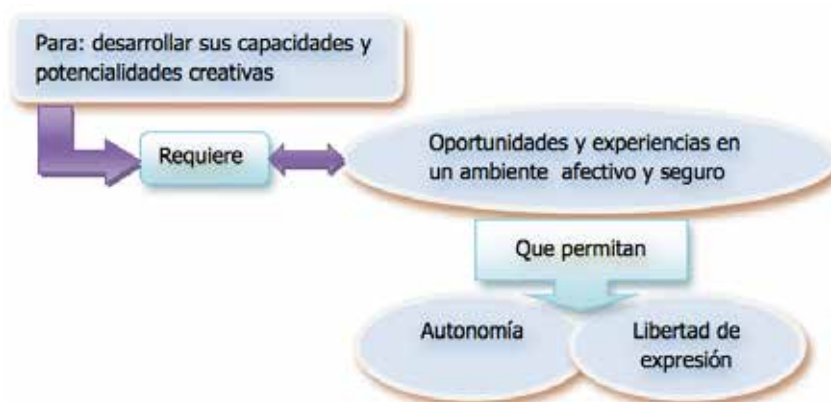 Para: desarrollar sus capacidades y
potencialidades creativas
Requiere
Oportunidades y experiencias en
un ambiente afectivo y seguro
Que permitan
Autonomía
Libertad de
expresión